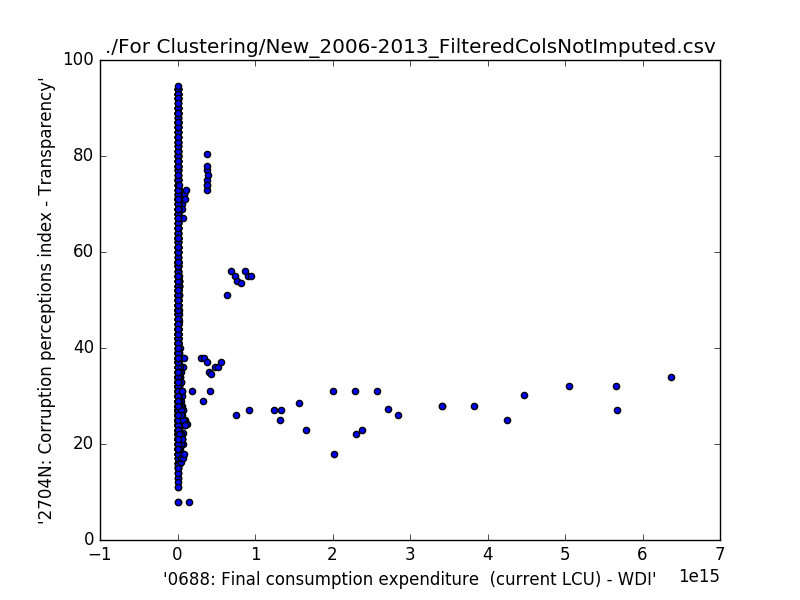 ./For Clustering/New_2006-2013_FilteredColsNotImputed.csv
'2704N: Corruption perceptions index - Transparency'
100
80
60
40
20
0
−1 0 1 2 3 4 5 6 7
1e15
'0688: Final consumption expenditure  (current LCU) - WDI'